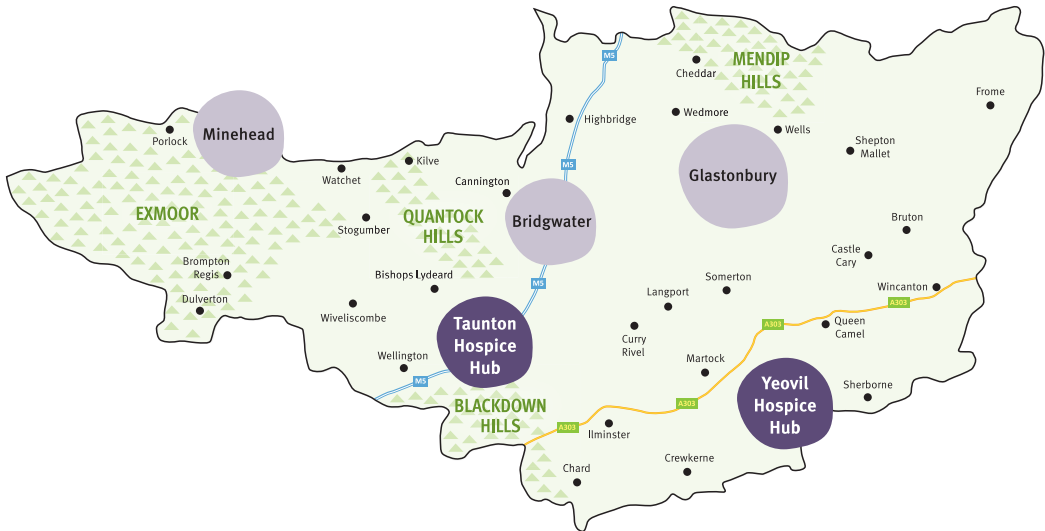 M5
MENDIP
HILLS
Cheddar
Frome
Wedmore
Highbridge
Wells
Minehead
Porlock
Shepton
Mallet
Kilve
M5
Watchet
Cannington
Glastonbury
EXMOOR
QUANTOCK
HILLS
Bridgwater
Stogumber
Bruton
Castle
Cary
Brompton
Regis
Bishops Lydeard
M5
Somerton
Wincanton
Dulverton
Wiveliscombe
Langport
A303
Taunton
Hospice
Hub
Curry
Rivel
A303
Queen
Camel
Wellington
Martock
M5
Yeovil
Hospice
Hub
Sherborne
BLACKDOWN
HILLS
A303
A303
Ilminster
Chard
Crewkerne